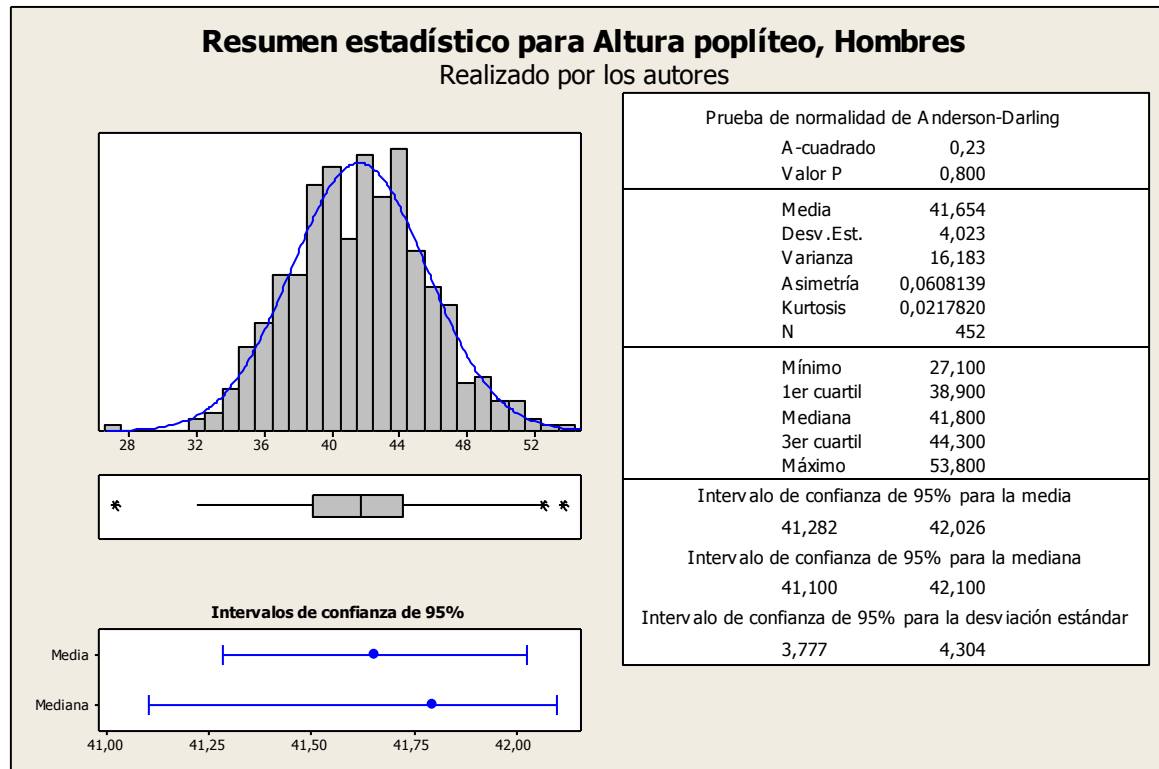 Resumen estadístico para Altura poplíteo, Hombres
Realizado por los autores
28 32 36 40 44 48 52
Intervalos de confianza de 95%
Media
Mediana
41,00 41,25 41,50 41,75 42,00
Prueba de normalidad de Anderson-Darling
A-cuadrado 0,23
Valor P 0,800
Media 41,654
Desv.Est. 4,023
Varianza 16,183
Asimetría 0,0608139
Kurtosis 0,0217820
N 452
Mínimo 27,100
1er cuartil 38,900
Mediana 41,800
3er cuartil 44,300
Máximo 53,800
Intervalo de confianza de 95% para la media
41,282 42,026
Intervalo de confianza de 95% para la mediana
41,100 42,100
Intervalo de confianza de 95% para la desviación estándar
3,777 4,304